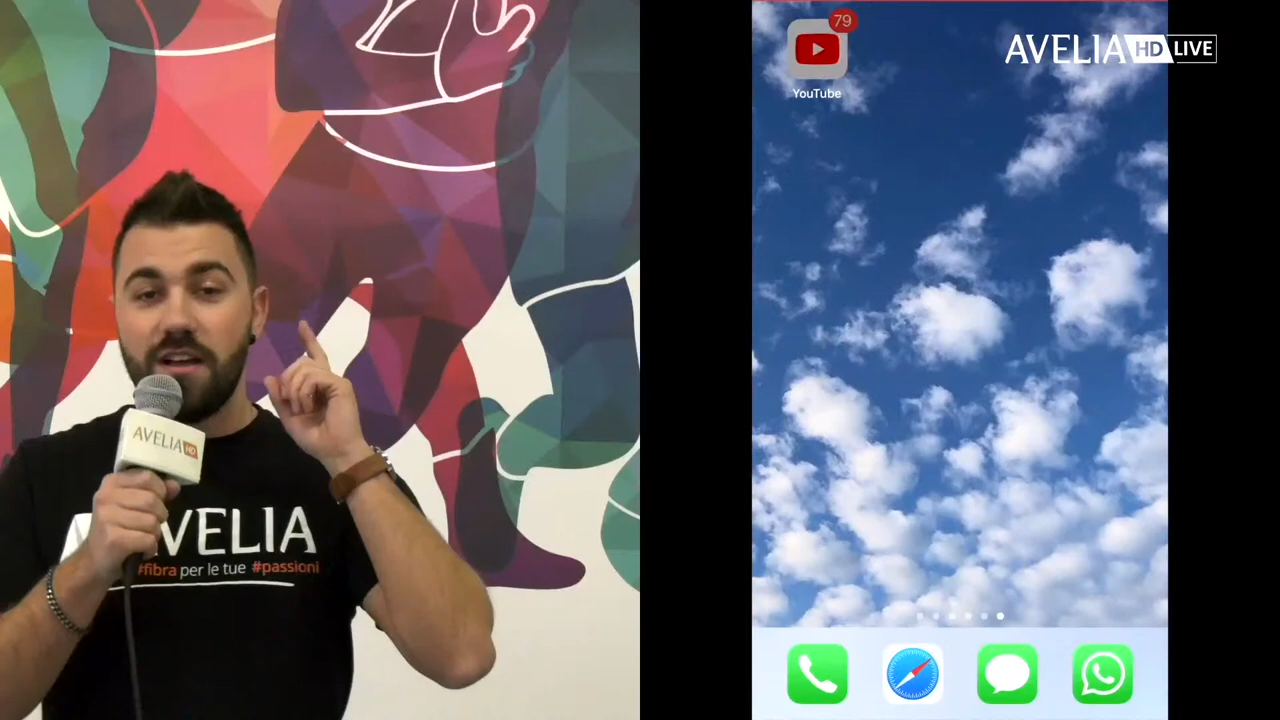 79
YouTube
AVELIA HD LIVE
AVELIA HD
AVELIA
#fibra per le tue #passioni